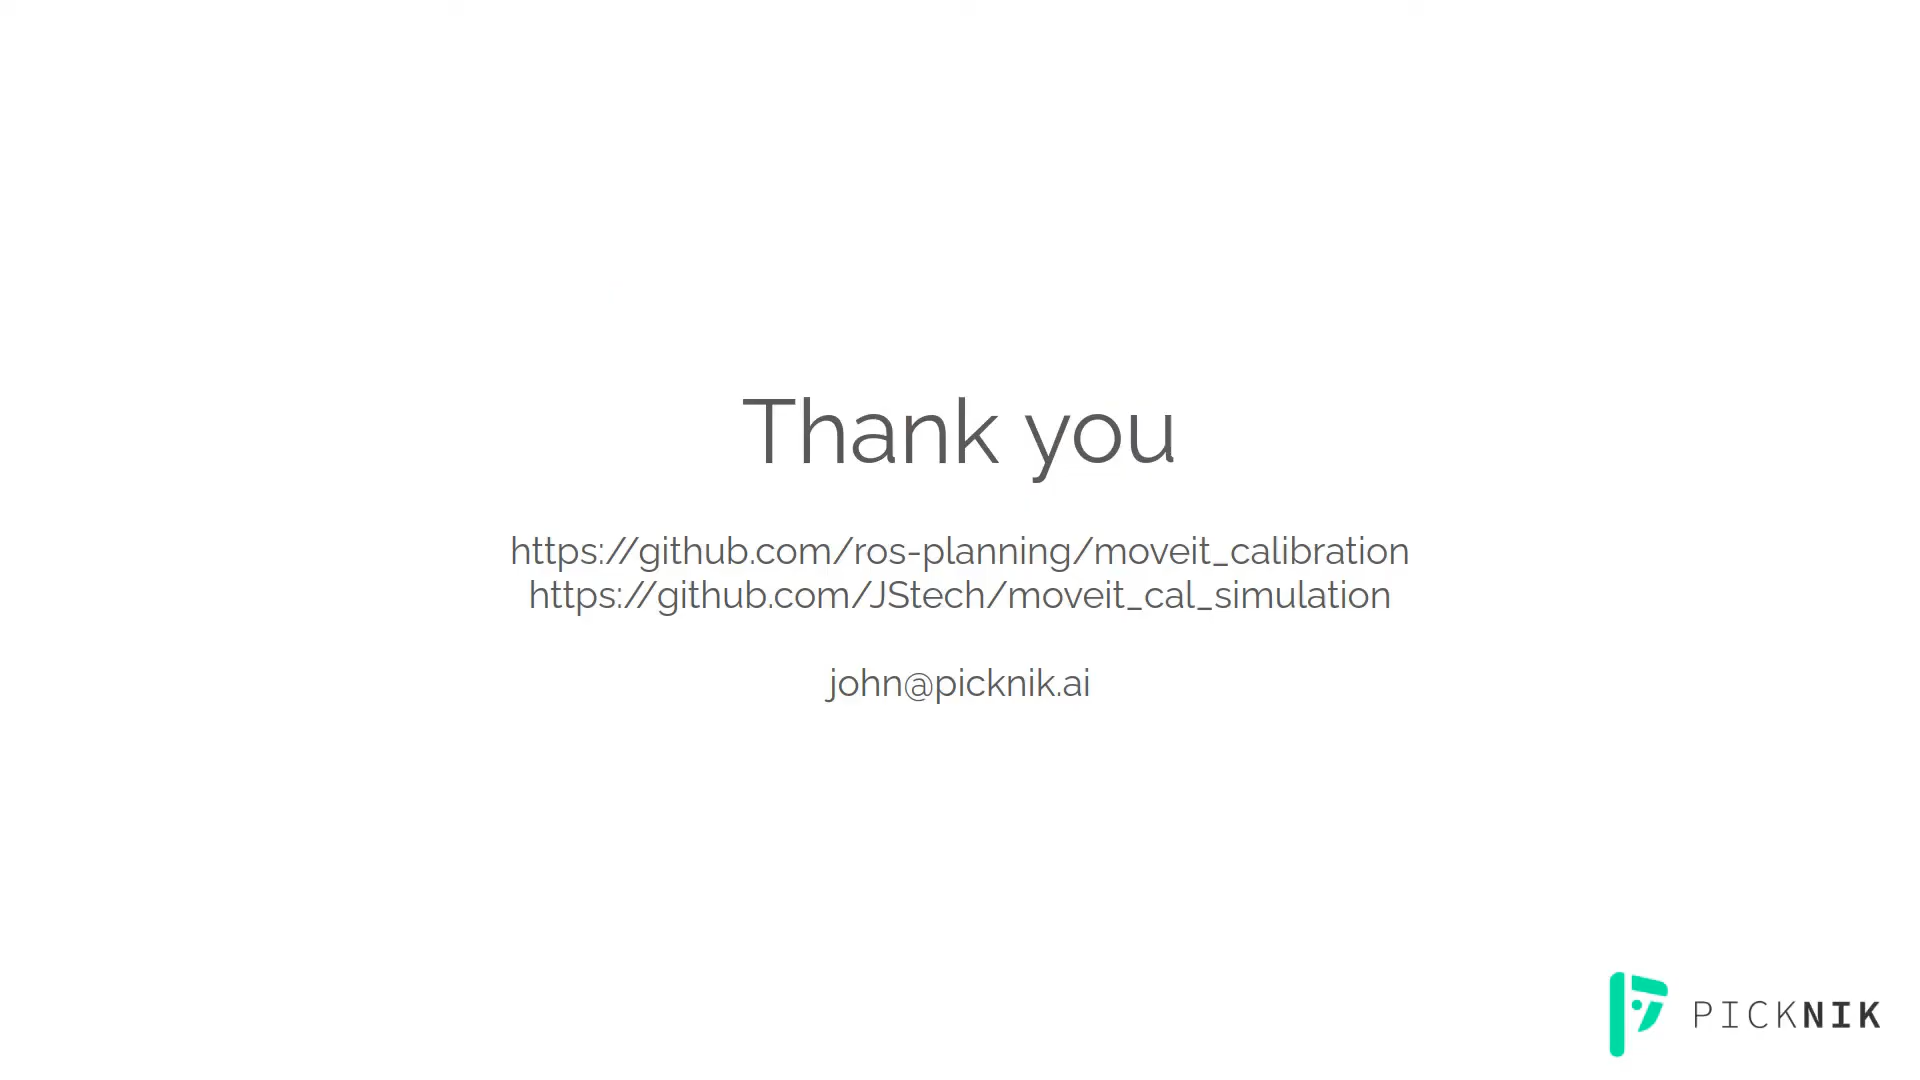 Thank you
https://github.com/ros-planning/moveit_calibration
https://github.com/JStech/moveit_cal_simulation
john@picknik.ai
PICKNIK